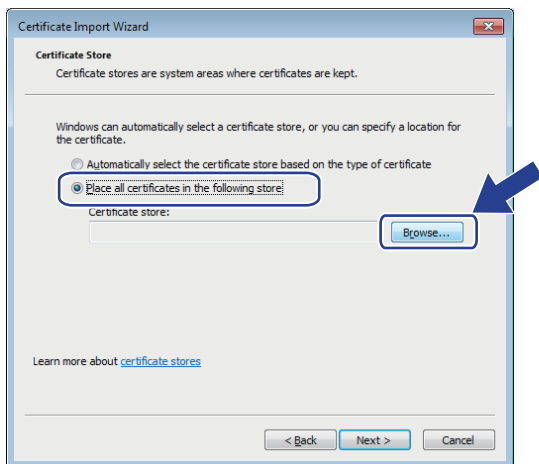 Certificate Import Wizard
Certificate Store
Certificate stores are system areas where certificates are kept.
Windows can automatically select a certificate store, or you can specify a location for
the certificate.
Automatically select the certificate store based on the type of certificate
Place all certificates in the following store
Certificate store:
Browse...
Learn more about certificate stores
< Back Next > Cancel